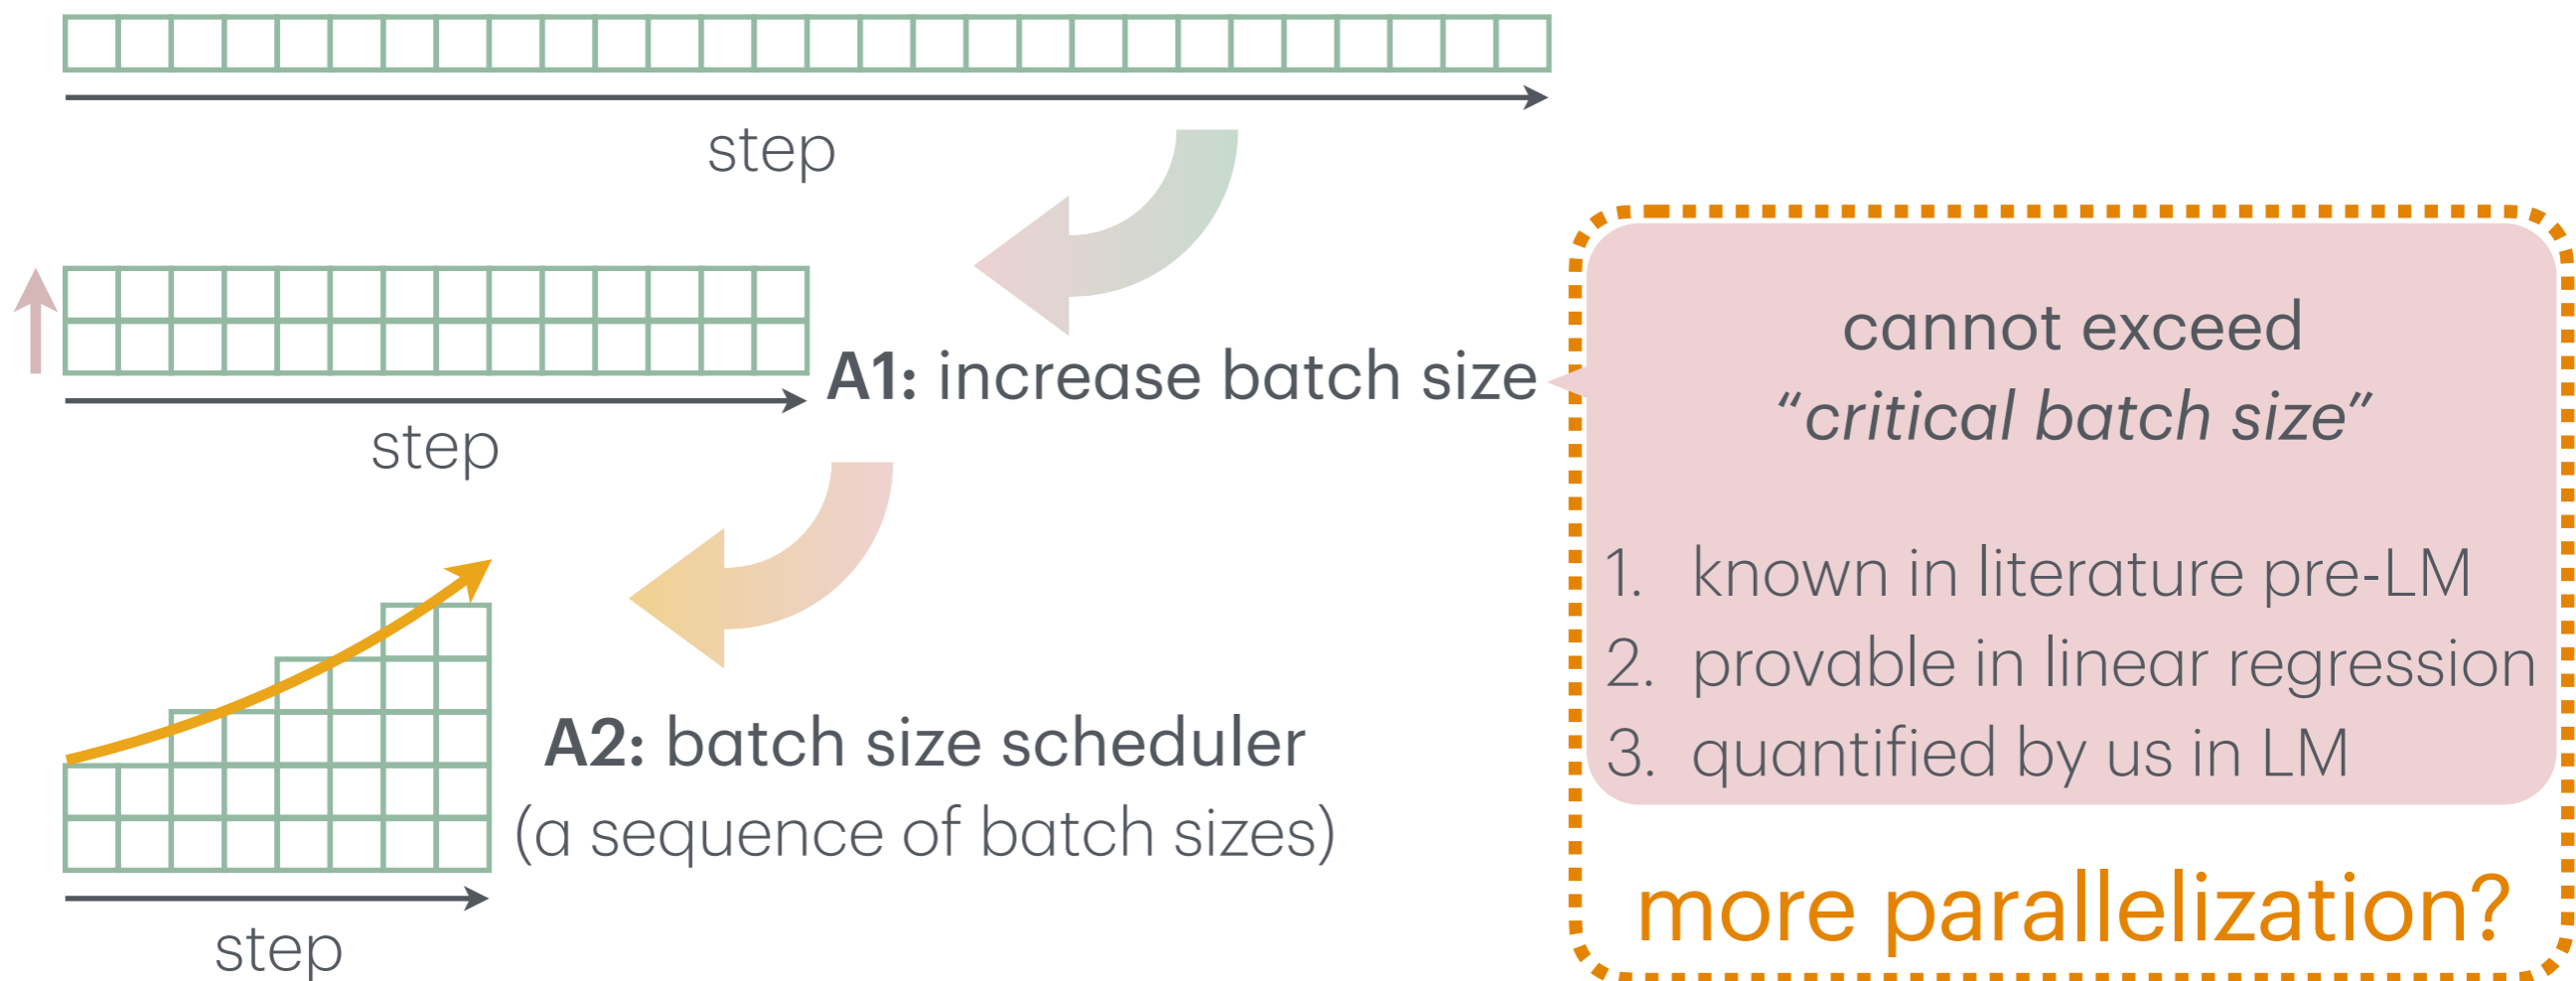 step
A1: increase batch size
step
A2: batch size scheduler
(a sequence of batch sizes)
step
cannot exceed
“critical batch size”
1. known in literature pre-LM
2. provable in linear regression
3. quantified by us in LM
more parallelization?